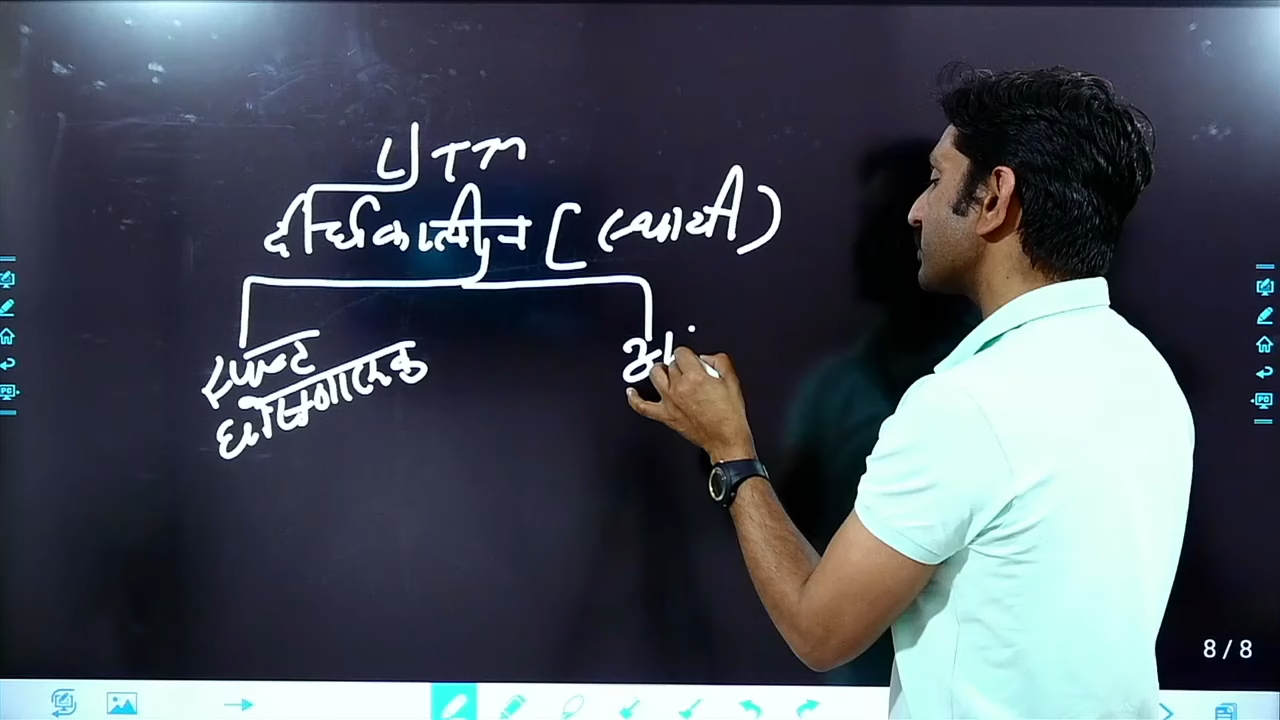 LTM
दीर्घकालीन [ (स्थायी)
स्पष्ट
घोषणात्मक
अ
8/8